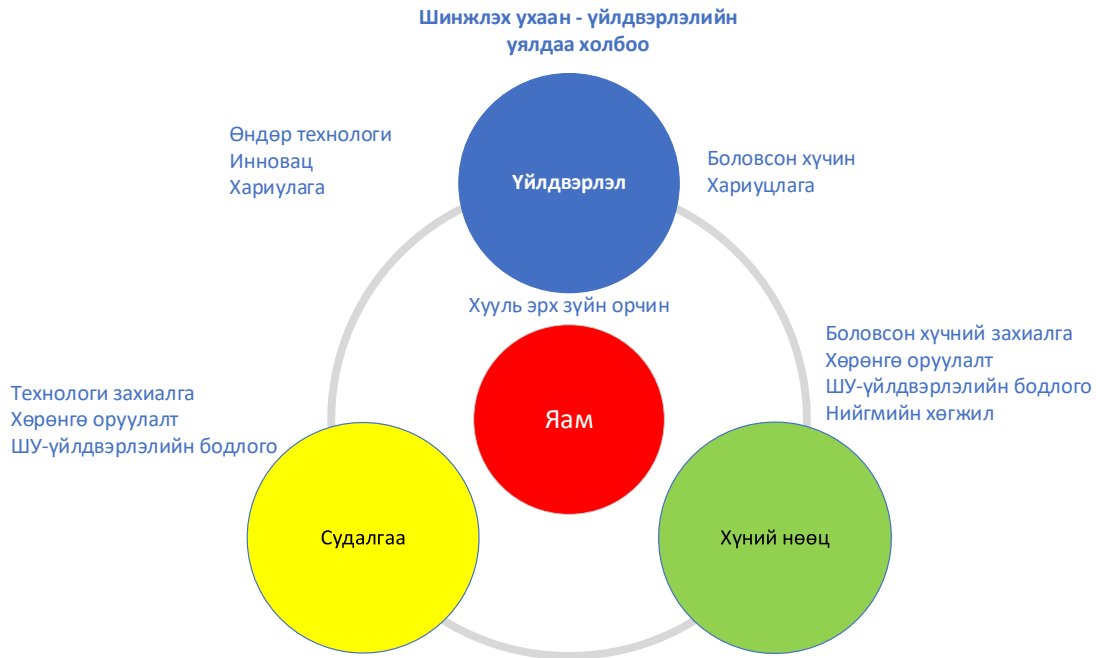 Шинжлэх ухаан - үйлдвэрлэлийн
уялдаа холбоо
Өндөр технологи
Инновац
Хариулага
Үйлдвэрлэл
Боловсон хүчин
Хариуцлага
Хууль эрх зүйн орчин
Боловсон хүчний захиалга
Хөрөнгө оруулалт
ШУ-үйлдвэрлэлийн бодлого
Нийгмийн хөгжил
Технологи захиалга
Хөрөнгө оруулалт
ШУ-үйлдвэрлэлийн бодлого
Яам
Судалгаа
Хүний нөөц